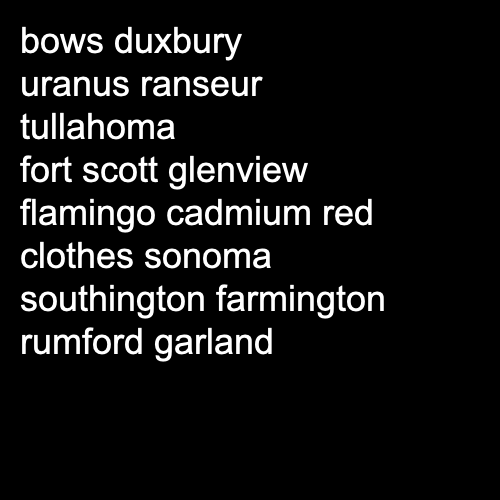 bows duxbury
uranus ranseur
tullahoma
fort scott glenview
flamingo cadmium red
clothes sonoma
southington farmington
rumford garland